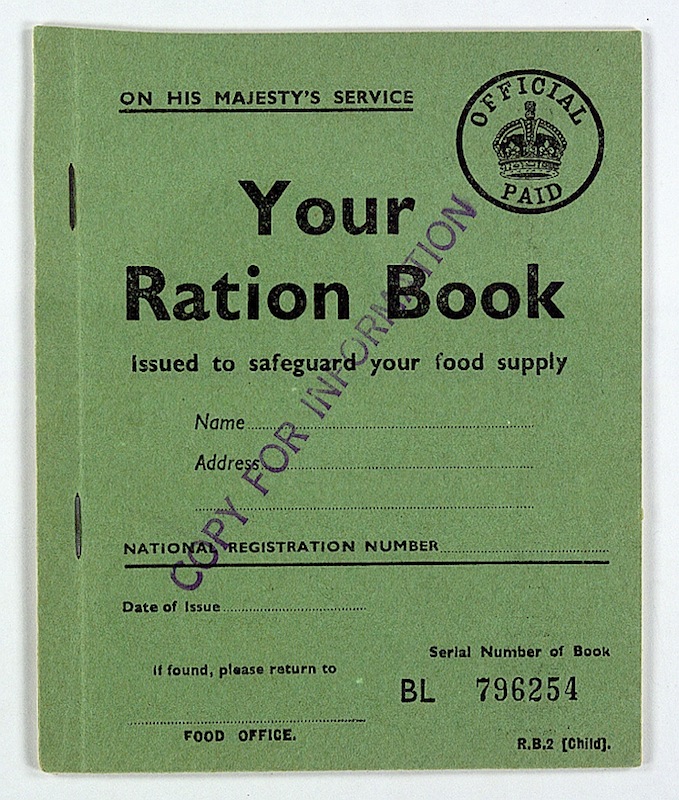 ON HIS MAJESTY'S SERVICE
OFFICIAL
PAID
Your
Ration Book
Issued to safeguard your food supply
COPY FOR INFORMATION
Name
Address
NATIONAL REGISTRATION NUMBER
Date of Issue
Serial Number of Book
If found, please return to
BL 796254
FOOD OFFICE.
R.B.2 [Child].